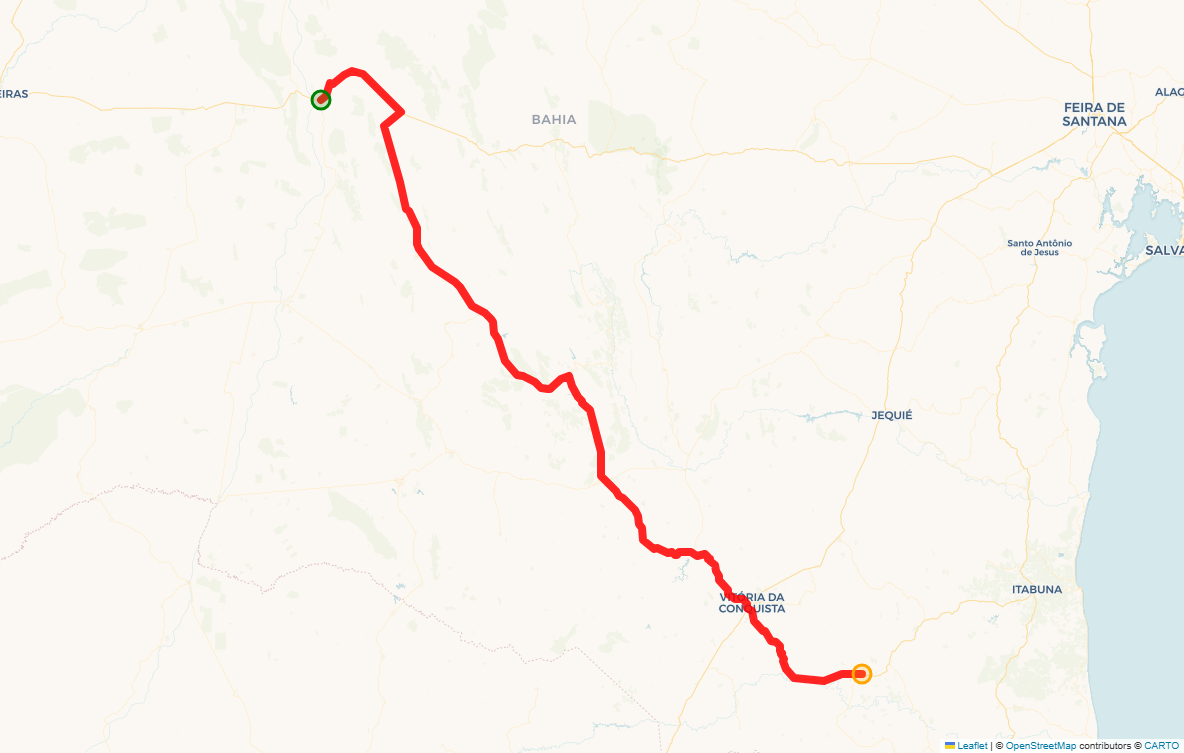 EIRAS
BAHIA
ALAG
FEIRA DE
SANTANA
Santo Antônio
de Jesus
SALVA
JEQUIÉ
VITÓRIA DA
CONQUISTA
ITABUNA
Leaflet | © OpenStreetMap contributors © CARTO